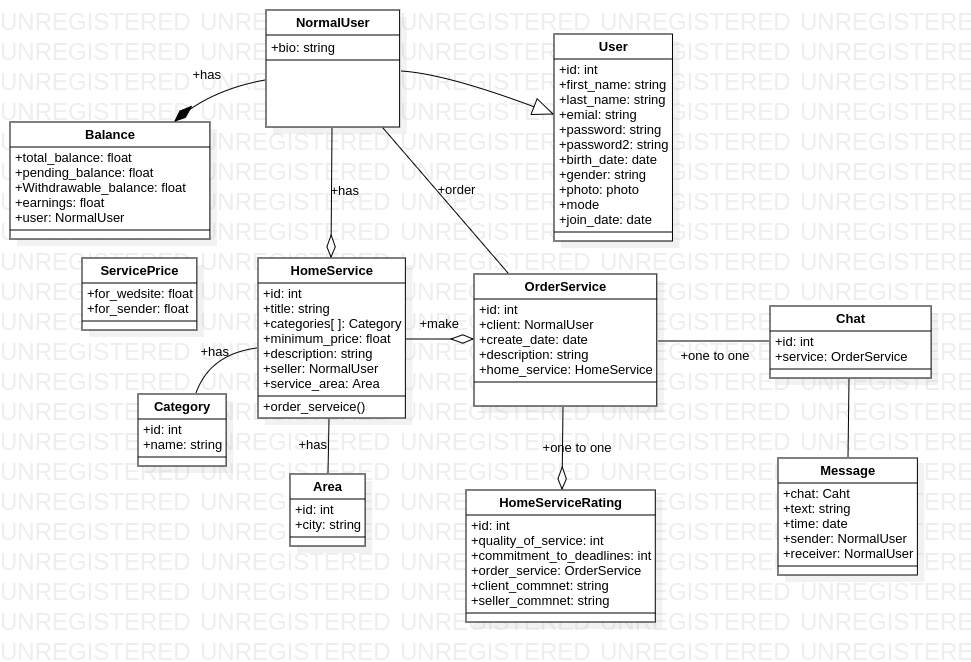 NormalUser
+bio: string
User
+id: int
+first_name: string
+last_name: string
+emial: string
+password: string
+password2: string
+birth_date: date
+gender: string
+photo: photo
+mode
+join_date: date
+has
Balance
+total_balance: float
+pending_balance: float
+Withdrawable_balance: float
+earnings: float
+user: NormalUser
+has
+order
ServicePrice
+for_wedsite: float
+for_sender: float
HomeService
+id: int
+title: string
+categories[ ]: Category
+minimum_price: float
+description: string
+seller: NormalUser
+service_area: Area
+order_serveice()
+make
OrderService
+id: int
+client: NormalUser
+create_date: date
+description: string
+home_service: HomeService
+one to one
Chat
+id: int
+service: OrderService
+has
Category
+id: int
+name: string
+has
Area
+id: int
+city: string
+one to one
HomeServiceRating
+id: int
+quality_of_service: int
+commitment_to_deadlines: int
+order_service: OrderService
+client_commnet: string
+seller_commnet: string
Message
+chat: Caht
+text: string
+time: date
+sender: NormalUser
+receiver: NormalUser
UNREGISTERED